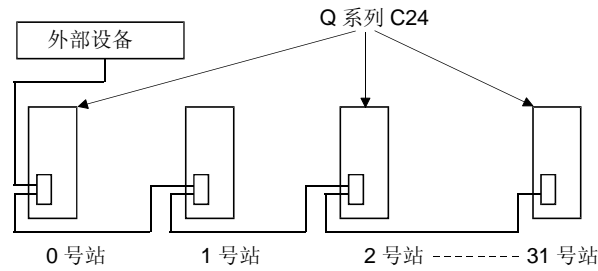 Q 系列 C24
外部设备
0 号站 1 号站 2 号站 ------- 31 号站